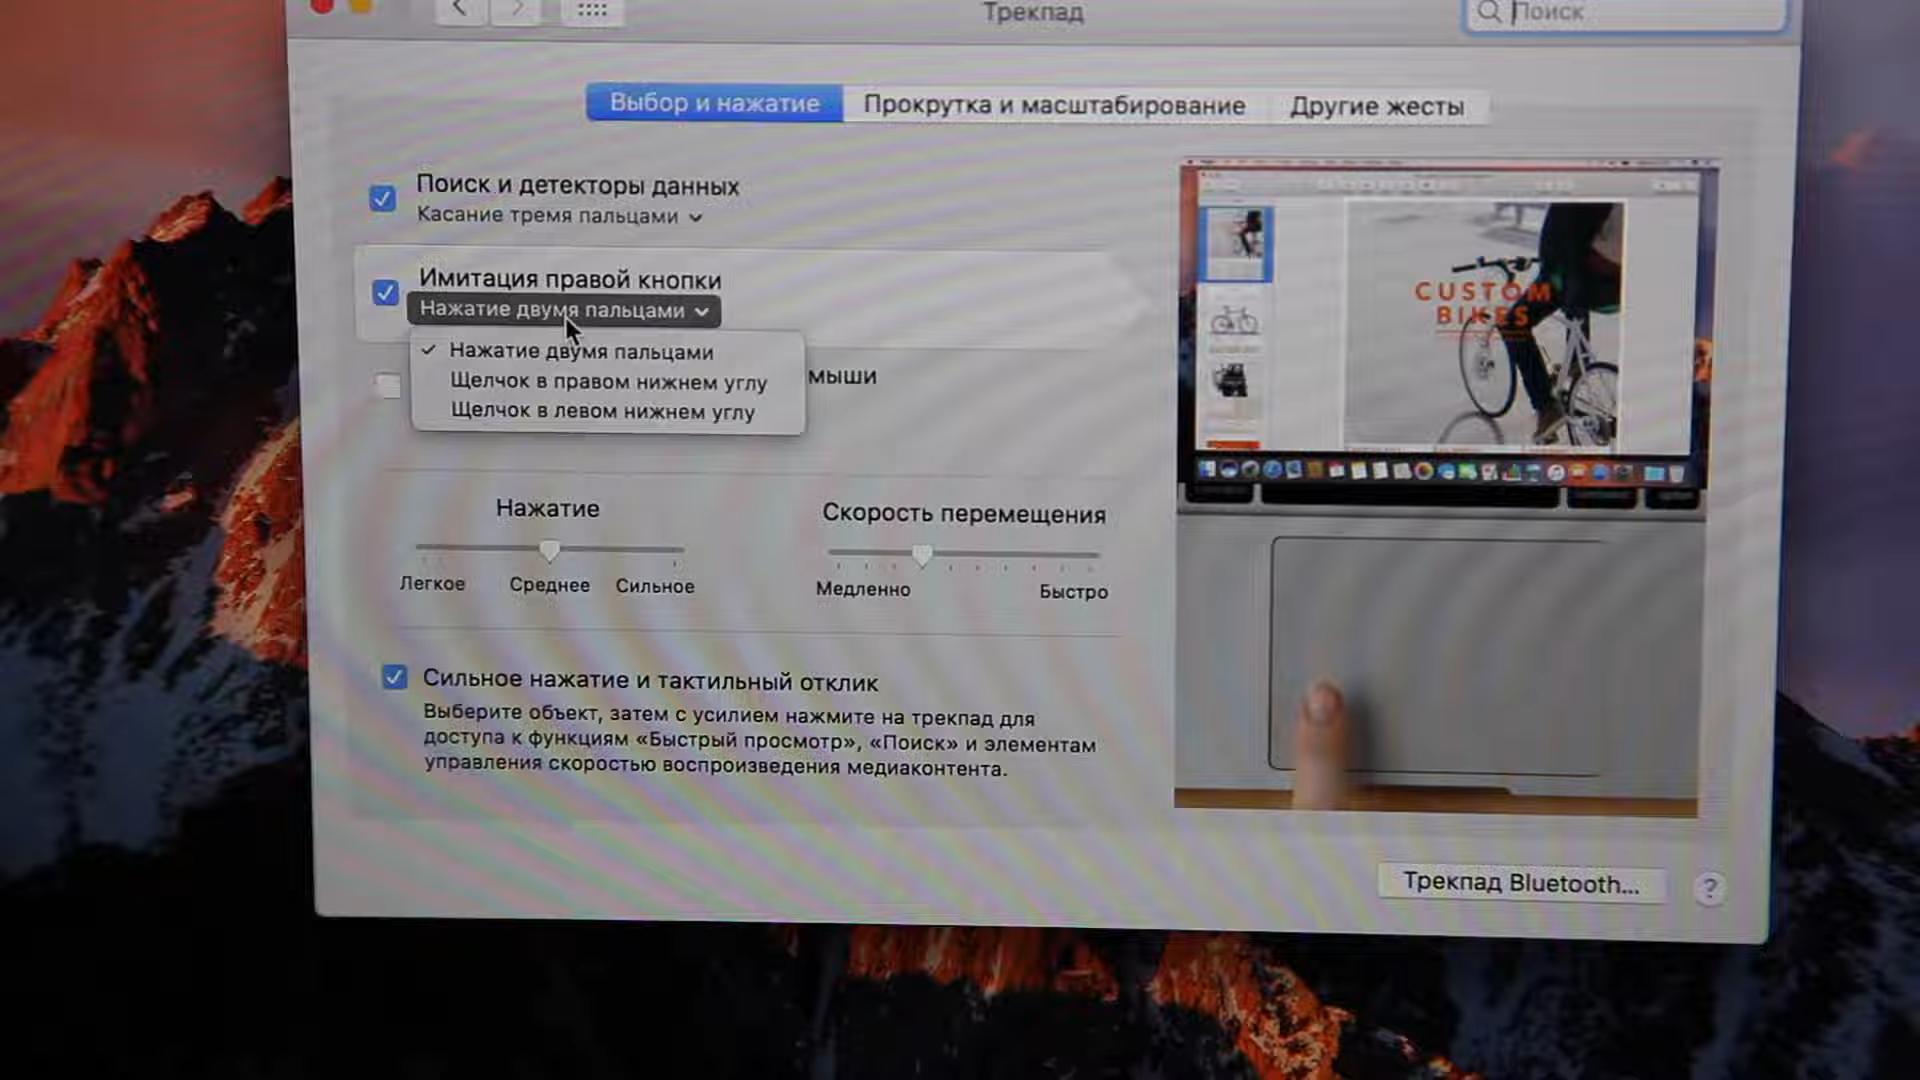 Трекпад
Поиск
Выбор и нажатие
Прокрутка и масштабирование
Другие жесты
Поиск и детекторы данных
Касание тремя пальцами
Имитация правой кнопки
Нажатие двумя пальцами
Нажатие двумя пальцами
Щелчок в правом нижнем углу
Щелчок в левом нижнем углу
мыши
CUSTOM
BIKES
Нажатие
Легкое Среднее Сильное
Скорость перемещения
Медленно Быстро
Сильное нажатие и тактильный отклик
Выберите объект, затем с усилием нажмите на трекпад для
доступа к функциям «Быстрый просмотр», «Поиск» и элементам
управления скоростью воспроизведения медиаконтента.
Трекпад Bluetooth...
?